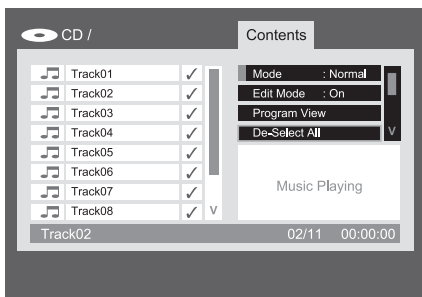 CD /
Contents
Track01 ✓
Track02 ✓
Track03 ✓
Track04 ✓
Track05 ✓
Track06 ✓
Track07 ✓
Track08 ✓
V
Mode : Normal
Edit Mode : On
Program View
De-Select All
V
Music Playing
Track02 02/11 00:00:00